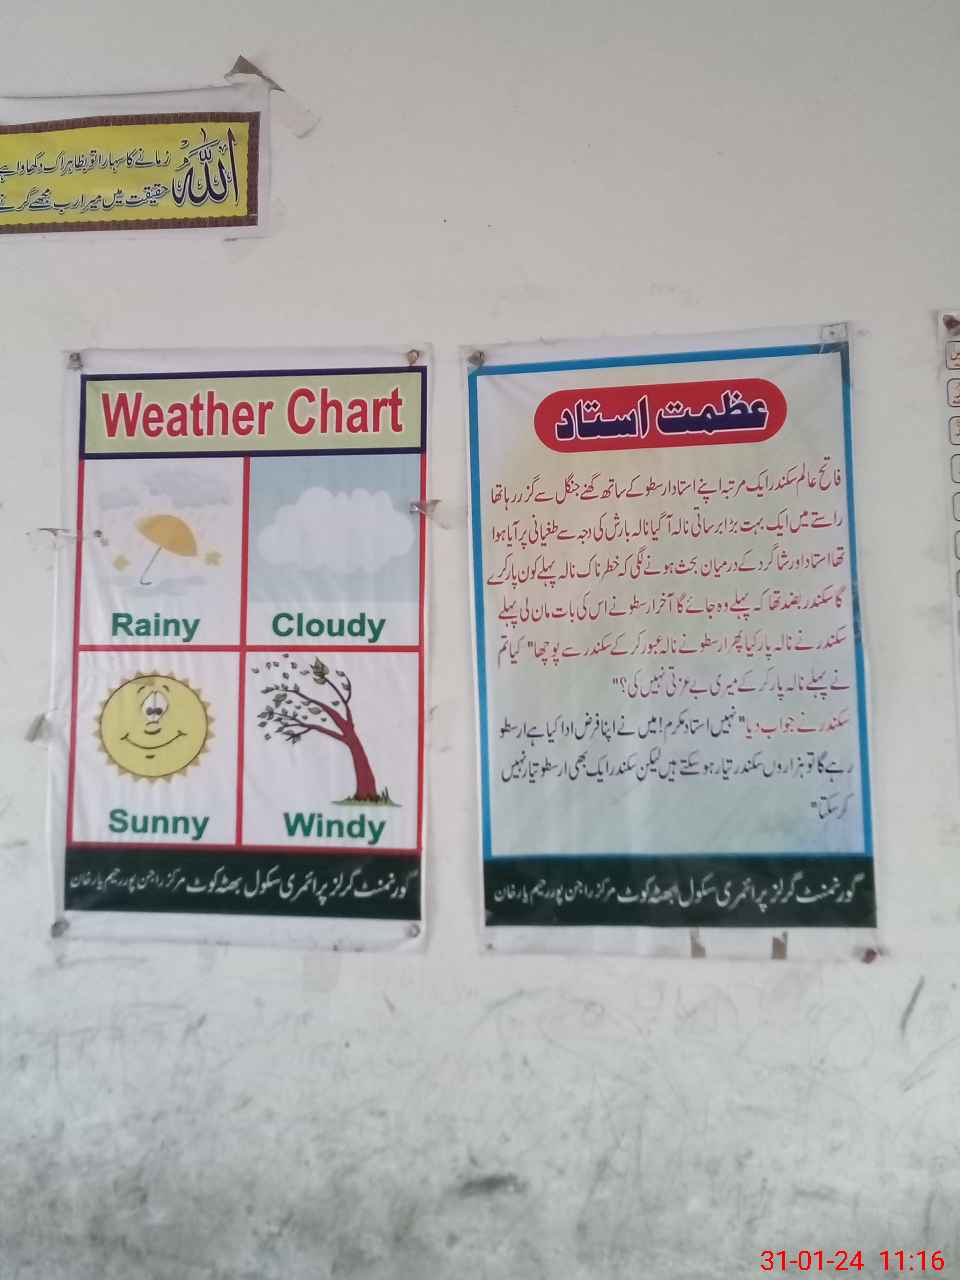 زمانے کا سہارا تو بظاہر اک دکھاوا ہے
اللہ
حقیقت میں میرا رب مجھے گرنے
Weather Chart
Rainy
Cloudy
Sunny
Windy
گورنمنٹ گرلز پرائمری سکول بھٹہ کوٹ مرکز راجن پور رحیم یار خان
عظمت استاد
فاتح عالم سکندر ایک مرتبہ اپنے استاد ارسطو کے ساتھ گھنے جنگل سے گزر رہا تھا
راستے میں ایک بہت بڑا برساتی نالہ آ گیا نالہ بارش کی وجہ سے طغیانی پر آیا ہوا
تھا استاد اور شاگرد کے درمیان بحث ہونے لگی کہ خطرناک نالہ پہلے کون پار کرے
گا سکندر بضد تھا کہ پہلے وہ جائے گا آخر ارسطو نے اس کی بات مان لی پہلے
سکندر نے نالہ پار کیا پھر ارسطو نے نالہ عبور کر کے سکندر سے پوچھا" کیا تم
نے پہلے نالہ پار کر کے میری بے عزتی نہیں کی؟"
سکندر نے جواب دیا" نہیں استاد مکرم! میں نے اپنا فرض ادا کیا ہے ارسطو
رہے گا تو ہزاروں سکندر تیار ہو سکتے ہیں لیکن سکندر ایک بھی ارسطو تیار نہیں
کر سکتا"
گورنمنٹ گرلز پرائمری سکول بھٹہ کوٹ مرکز راجن پور رحیم یار خان
31-01-24 11:16